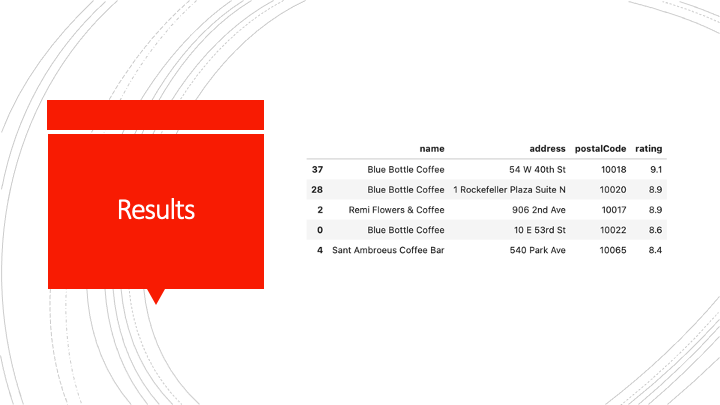 Results
name address postalCode rating
37 Blue Bottle Coffee 54 W 40th St 10018 9.1
28 Blue Bottle Coffee 1 Rockefeller Plaza Suite N 10020 8.9
2 Remi Flowers & Coffee 906 2nd Ave 10017 8.9
0 Blue Bottle Coffee 10 E 53rd St 10022 8.6
4 Sant Ambroeus Coffee Bar 540 Park Ave 10065 8.4